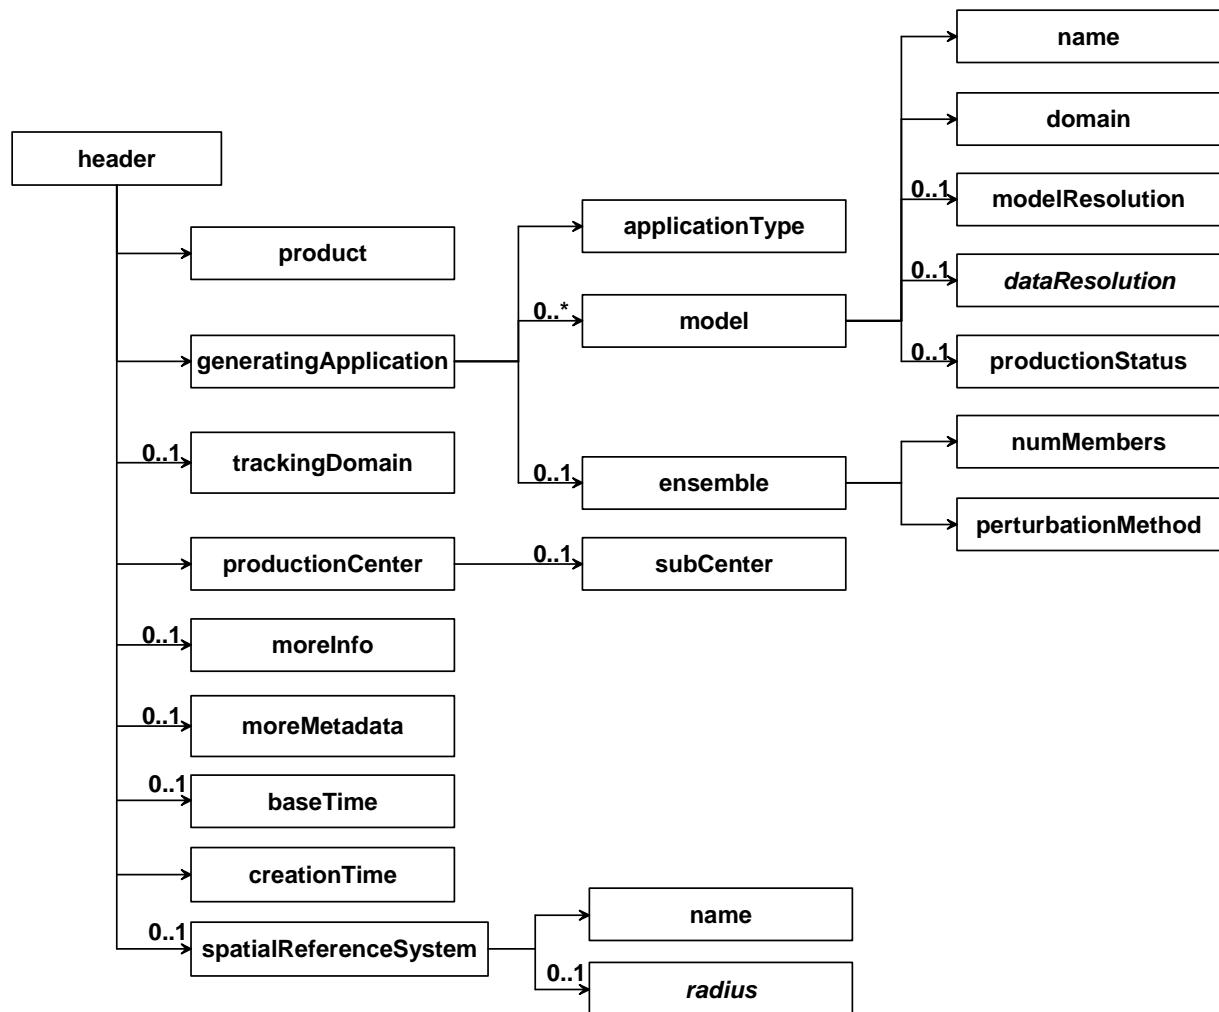 name
domain
header
0..1
modelResolution
applicationType
product
0..1
dataResolution
0..*
model
generatingApplication
0..1
productionStatus
numMembers
0..1
trackingDomain
0..1
ensemble
perturbationMethod
productionCenter
0..1
subCenter
0..1
moreInfo
0..1
moreMetadata
0..1
baseTime
creationTime
name
0..1
spatialReferenceSystem
0..1
radius